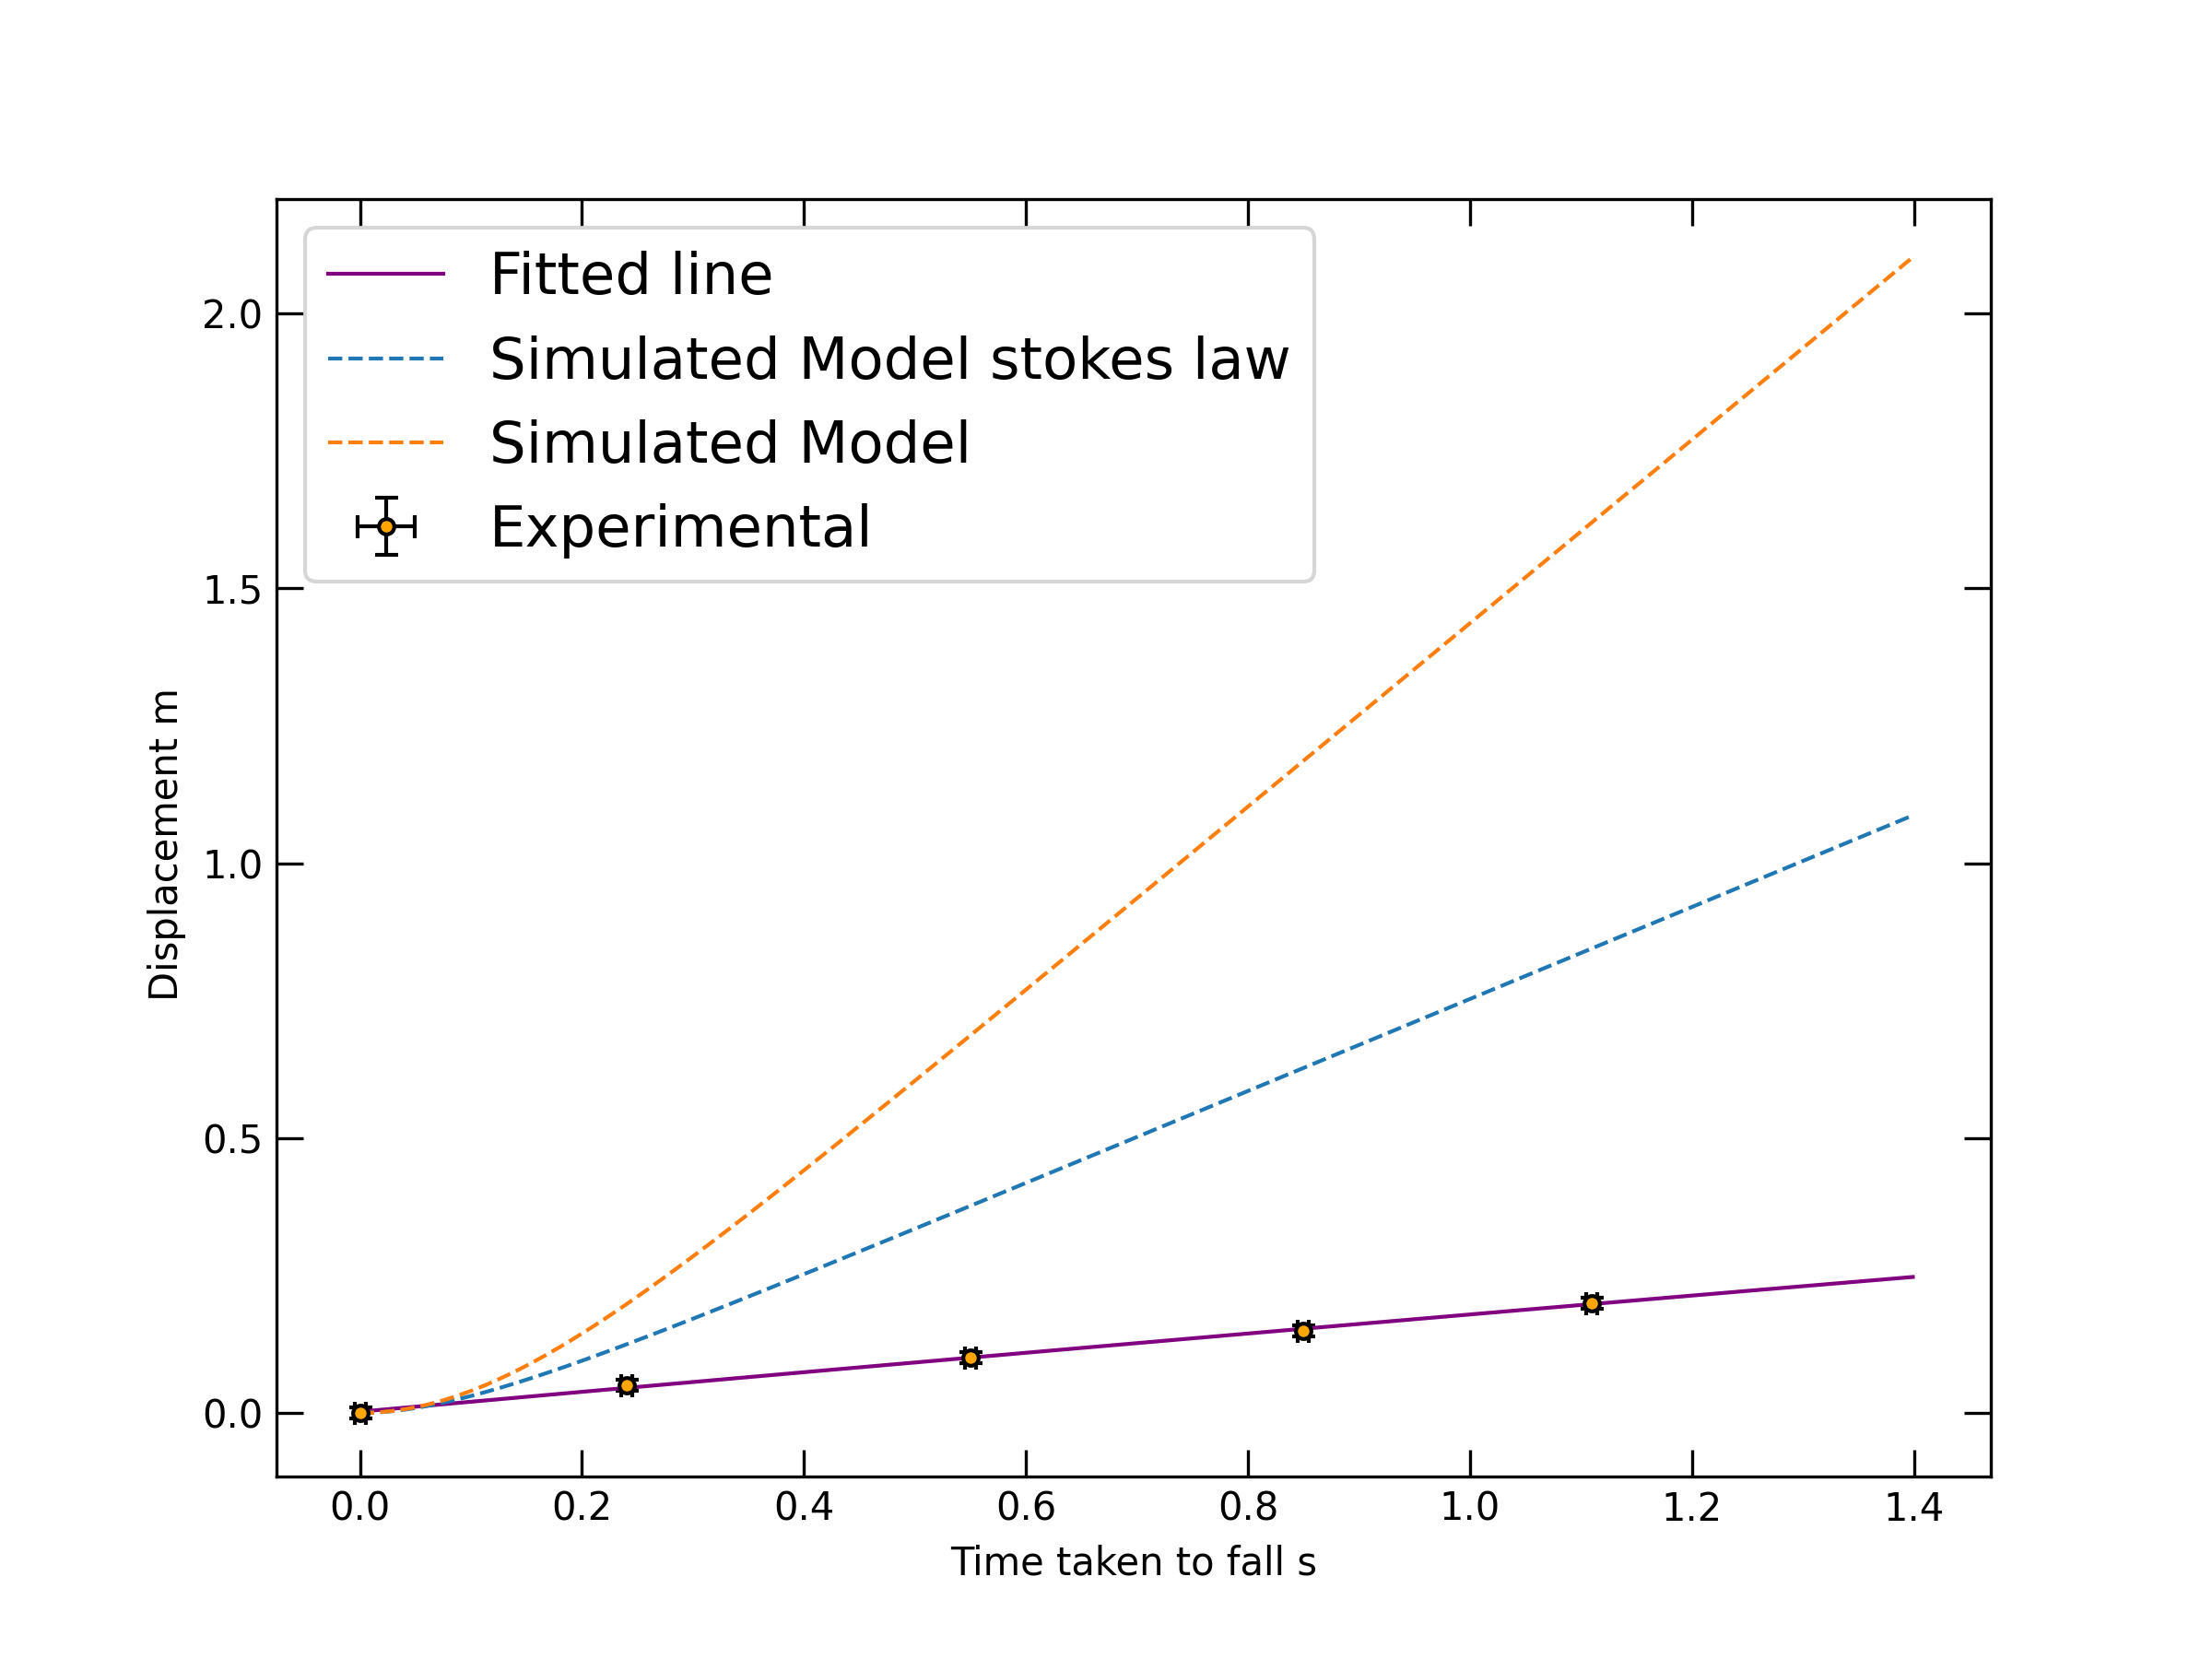 Fitted line
Simulated Model stokes law
Simulated Model
Experimental
2.0
1.5
1.0
0.5
0.0
Displacement m
0.0 0.2 0.4 0.6 0.8 1.0 1.2 1.4
Time taken to fall s